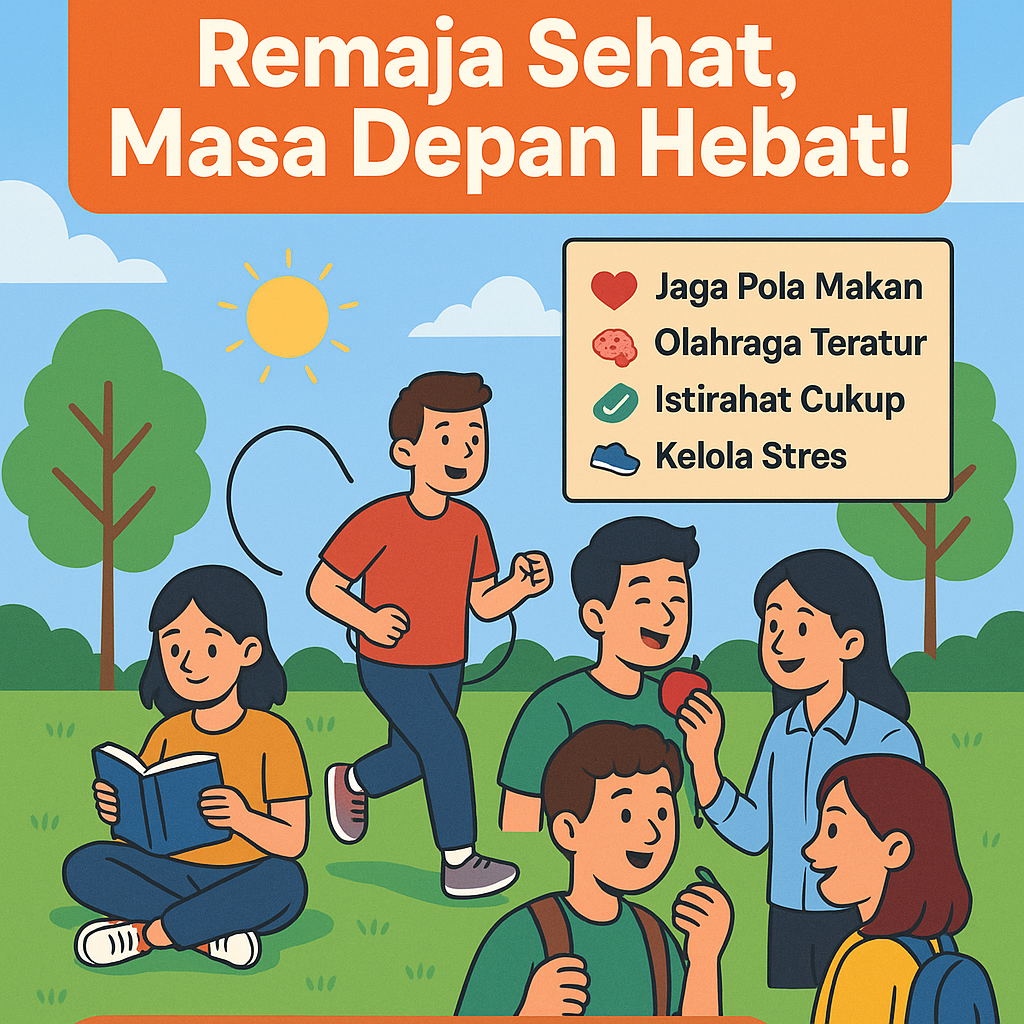 Remaja Sehat,
Masa Depan Hebat!
Jaga Pola Makan
Olahraga Teratur
Istirahat Cukup
Kelola Stres